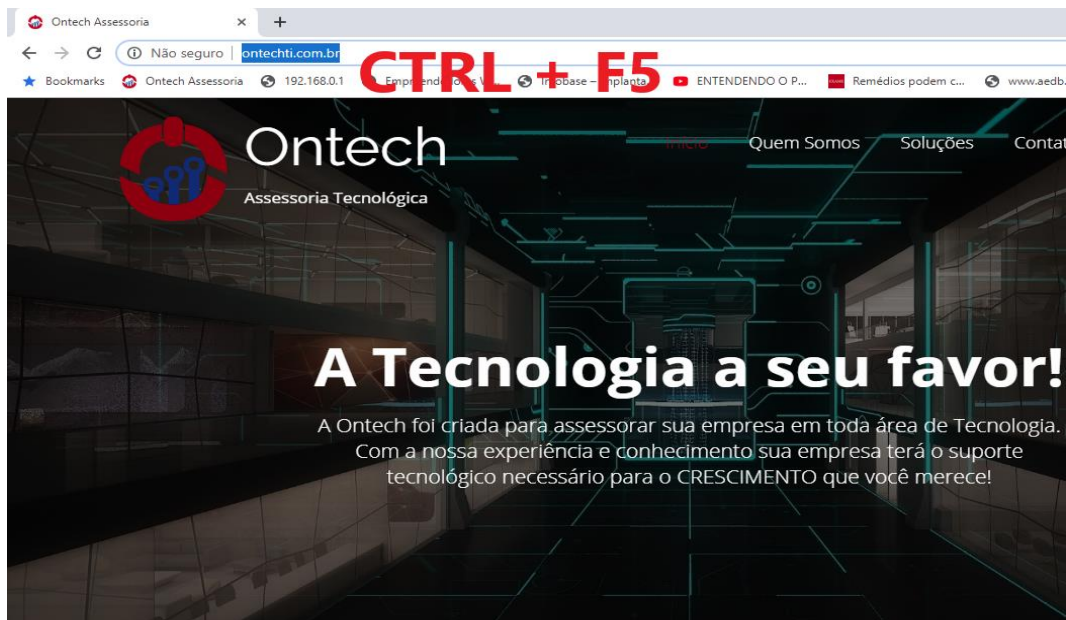 Ontech Assessoria
Não seguro | ontechti.com.br
CTRL + F5
Bookmarks Ontech Assessoria 192.168.0.1 ENTENDENDO O P... Remédios podem c... www.aedb.
Ontech
Início Quem Somos Soluções Contat
Assessoria Tecnológica
A Tecnologia a seu favor!
A Ontech foi criada para assessorar sua empresa em toda área de Tecnologia.
Com a nossa experiência e conhecimento sua empresa terá o suporte
tecnológico necessário para o CRESCIMENTO que você merece!